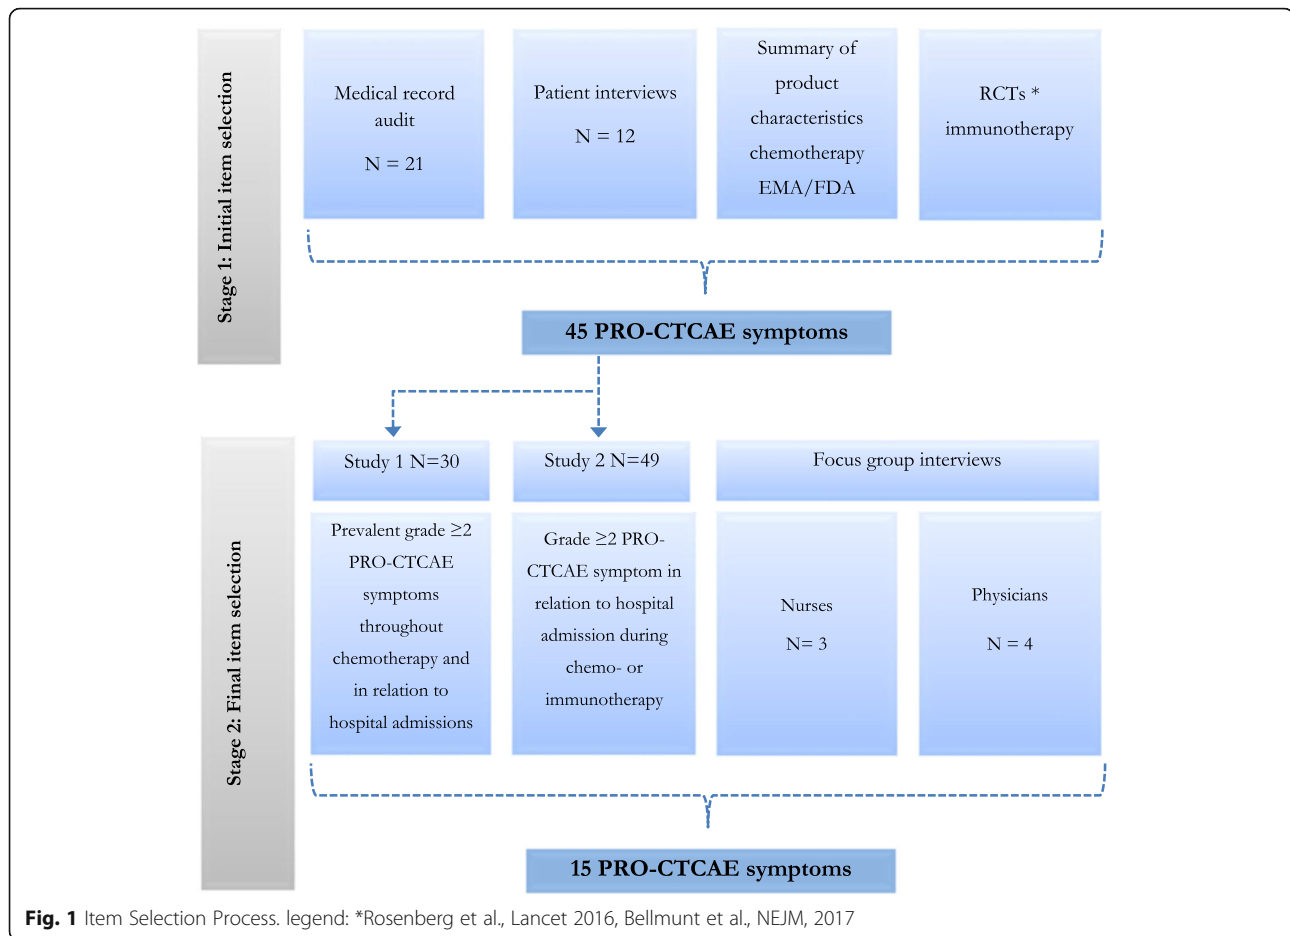 Stage 1: Initial item selection
Medical record
audit
N = 21
Patient interviews
N = 12
Summary of
product
characteristics
chemotherapy
EMA/FDA
RCTs *
immunotherapy
45 PRO-CTCAE symptoms
Stage 2: Final item selection
Study 1 N=30
Study 2 N=49
Focus group interviews
Prevalent grade ≥2
PRO-CTCAE
symptoms
throughout
chemotherapy and
in relation to
hospital admissions
Grade ≥2 PRO-
CTCAE symptom in
relation to hospital
admission during
chemo- or
immunotherapy
Nurses
N= 3
Physicians
N = 4
15 PRO-CTCAE symptoms
Fig. 1 Item Selection Process. legend: *Rosenberg et al., Lancet 2016, Bellmunt et al., NEJM, 2017